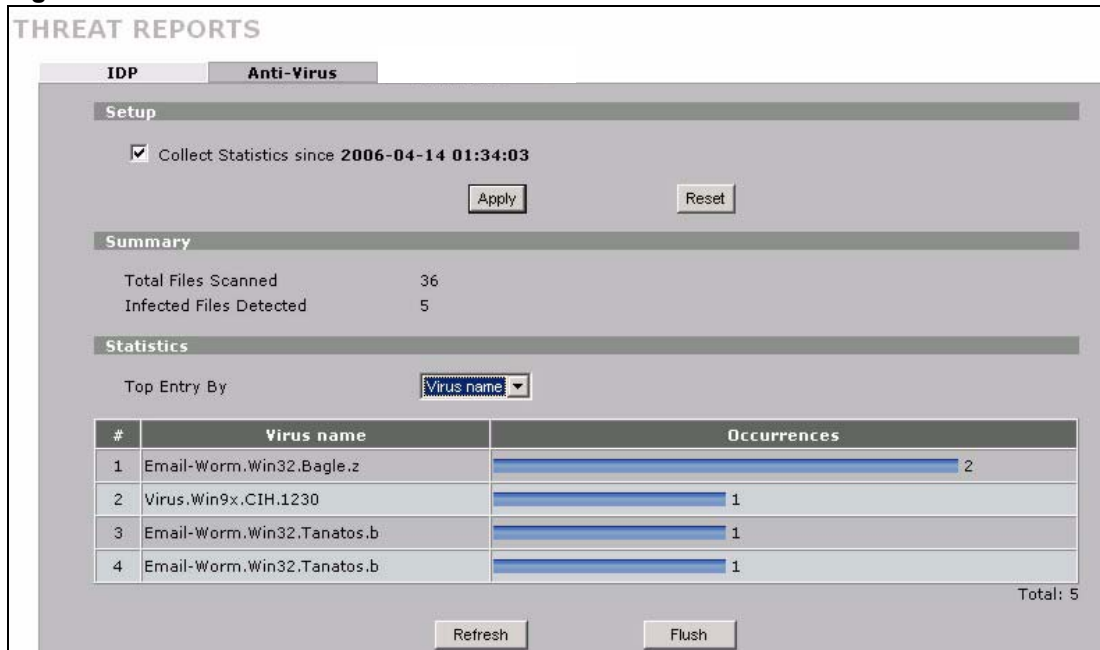 THREAT REPORTS
IDP Anti-Virus
Setup
Collect Statistics since 2006-04-14 01:34:03
Apply Reset
Summary
Total Files Scanned 36
Infected Files Detected 5
Statistics
Top Entry By Virus name
# Virus name Occurrences
1 Email-Worm.Win32.Bagle.z 2
2 Virus.Win9x.CIH.1230 1
3 Email-Worm.Win32.Tanatos.b 1
4 Email-Worm.Win32.Tanatos.b 1
Total: 5
Refresh Flush